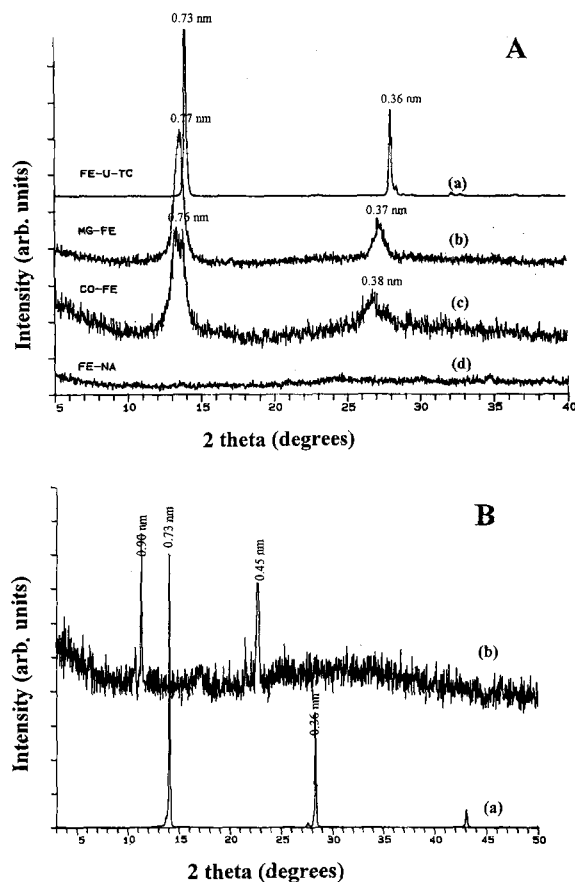 A
0.73 nm
0.77 nm
0.36 nm
FE-U-TC
(a)
0.76 nm
0.37 nm
MG-FE
(b)
0.38 nm
CO-FE
(c)
FE-NA
(d)
Intensity (arb. units)
5 10 15 20 25 30 35 40
2 theta (degrees)
B
0.90 nm
0.73 nm
0.45 nm
(b)
0.36 nm
(a)
Intensity (arb. units)
5 10 15 20 25 30 35 40 45 50
2 theta (degrees)